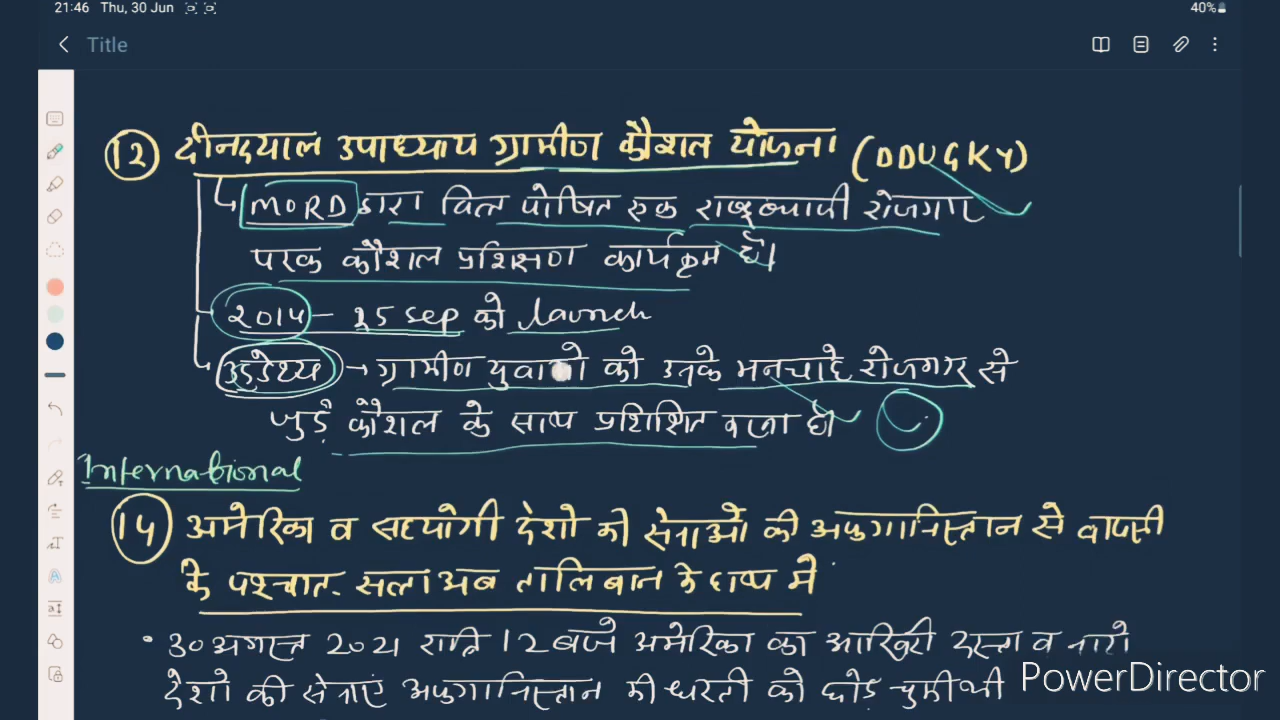 21:46 Thu, 30 Jun 40%
Title
12 दीनदयाल उपाध्याय ग्रामीण कौशल योजना (DDUGKY)
MORD द्वारा वित्त पोषित एक राष्ट्रव्यापी रोजगार
परक कौशल प्रशिक्षण कार्यक्रम है।
2014 - 25 sep को launch
उद्देश्य → ग्रामीण युवाओ को उनके मनचाहे रोजगार से
जुड़े कौशल के साथ प्रशिक्षित है।
International
14 अमेरिका व सहयोगी देशो की सेनाओ की अफगानिस्तान से वापसी
के पश्चात सत्ता अब तालिबान के हाथ में
• 30 अगस्त 2021 रात्रि 12 बजे अमेरिका का आखिरी दस्ता व नाटो
देशो की सेनाएं अफगानिस्तान की धरती को छोड़ चुकी थी
PowerDirector